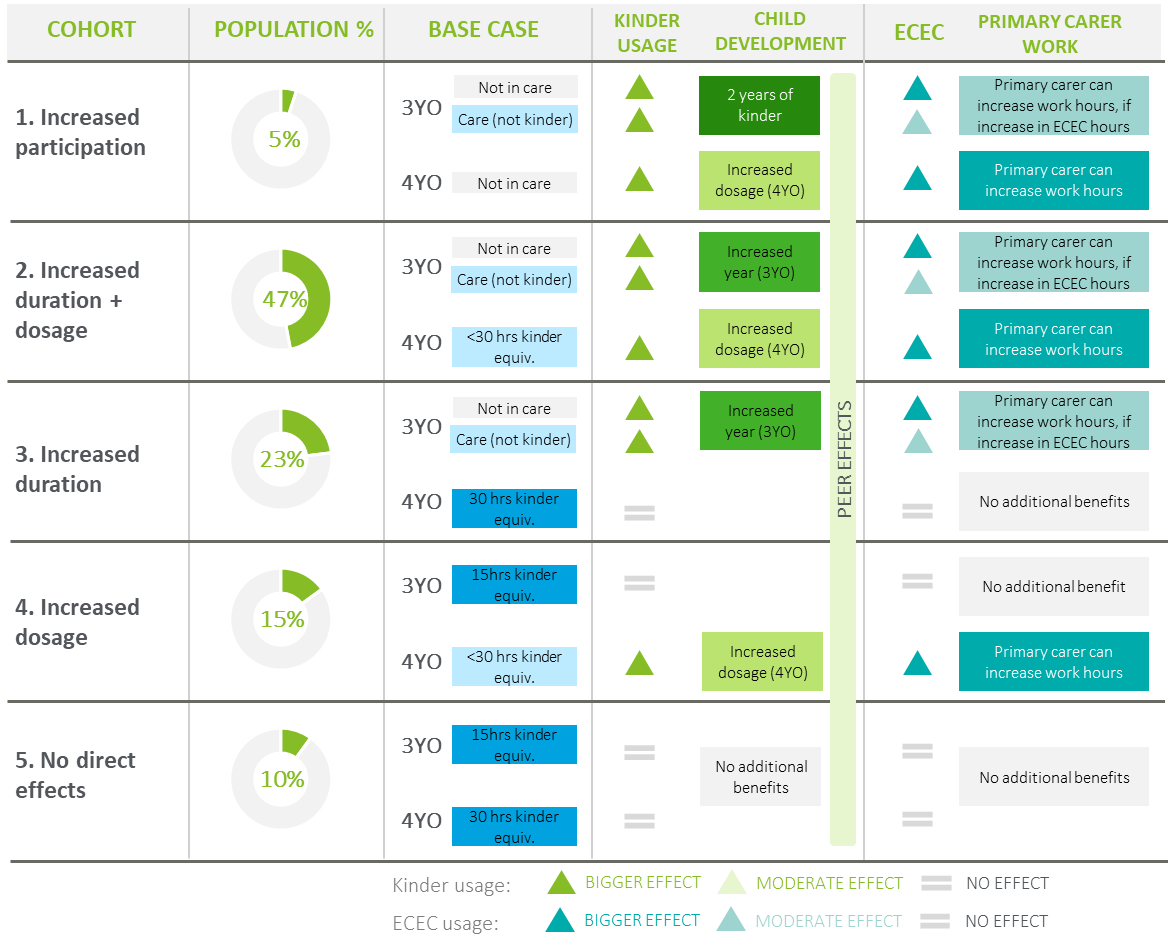 COHORT
POPULATION %
BASE CASE
KINDER
USAGE
CHILD
DEVELOPMENT
ECEC
PRIMARY CARER
WORK
1. Increased
participation
5%
3YO
Not in care
Care (not kinder)
2 years of
kinder
Primary carer can
increase work hours, if
increase in ECEC hours
4YO
Not in care
Increased
dosage (4YO)
Primary carer can
increase work hours
2. Increased
duration +
dosage
47%
3YO
Not in care
Care (not kinder)
Increased
year (3YO)
Primary carer can
increase work hours, if
increase in ECEC hours
4YO
<30 hrs kinder
equiv.
Increased
dosage (4YO)
Primary carer can
increase work hours
3. Increased
duration
23%
3YO
Not in care
Care (not kinder)
Increased
year (3YO)
Primary carer can
increase work hours, if
increase in ECEC hours
4YO
30 hrs kinder
equiv.
No additional benefits
PEER EFFECTS
4. Increased
dosage
15%
3YO
15hrs kinder
equiv.
No additional benefit
4YO
<30 hrs kinder
equiv.
Increased
dosage (4YO)
Primary carer can
increase work hours
5. No direct
effects
10%
3YO
15hrs kinder
equiv.
No additional
benefits
No additional benefits
4YO
30 hrs kinder
equiv.
Kinder usage:
BIGGER EFFECT
MODERATE EFFECT
NO EFFECT
ECEC usage:
BIGGER EFFECT
MODERATE EFFECT
NO EFFECT